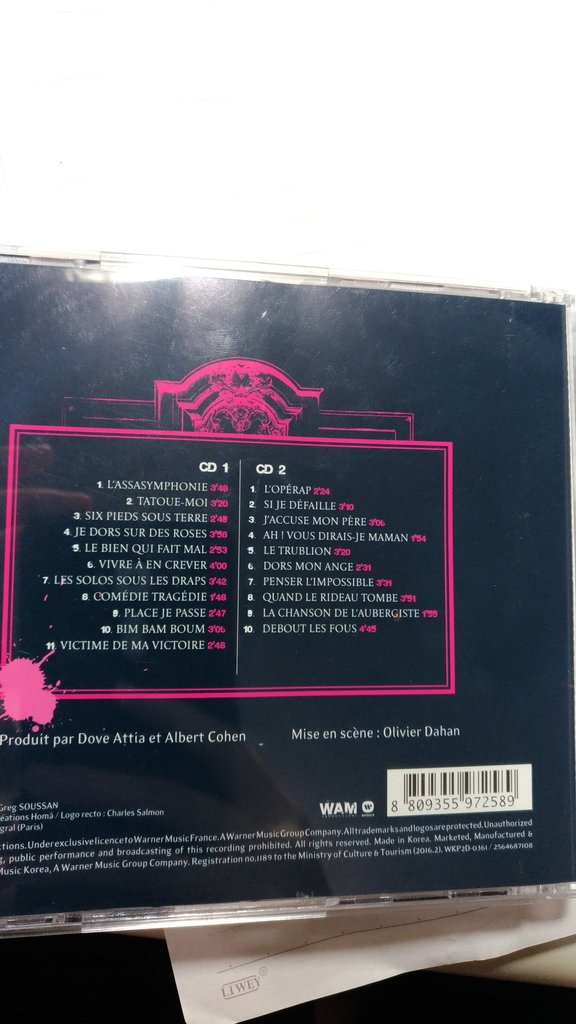 CD 1
1. L'ASSASYMPHONIE 3'48
2. TATOUE-MOI 3'20
3. SIX PIEDS SOUS TERRE 2'49
4. JE DORS SUR DES ROSES 3'58
5. LE BIEN QUI FAIT MAL 2'53
6. VIVRE À EN CREVER 4'00
7. LES SOLOS SOUS LES DRAPS 3'42
8. COMÉDIE TRAGÉDIE 1'48
9. PLACE JE PASSE 2'47
10. BIM BAM BOUM 3'06
11. VICTIME DE MA VICTOIRE 2'48
CD 2
1. L'OPÉRAP 2'24
2. SI JE DÉFAILLE 3'10
3. J'ACCUSE MON PÈRE 3'06
4. AH ! VOUS DIRAIS-JE MAMAN 1'54
5. LE TRUBLION 3'20
6. DORS MON ANGE 2'31
7. PENSER L'IMPOSSIBLE 3'31
8. QUAND LE RIDEAU TOMBE 3'51
9. LA CHANSON DE L'AUBERGISTE 1'55
10. DEBOUT LES FOUS 4'45
Produit par Dove Attia et Albert Cohen
Mise en scène : Olivier Dahan
Greg SOUSSAN
éations Homä / Logo recto : Charles Salmon
gral (Paris)
WAM
8 809355 972589
ctions. Under exclusive licence to Warner Music France. A Warner Music Group Company. All trademarks and logos are protected. Unauthorized
g, public performance and broadcasting of this recording prohibited. All rights reserved. Made in Korea. Marketed, Manufactured &
Music Korea, A Warner Music Group Company. Registration no.1189 to the Ministry of Culture & Tourism (2016.2). WKP2D-0361 / 2564687108
LIWEY®